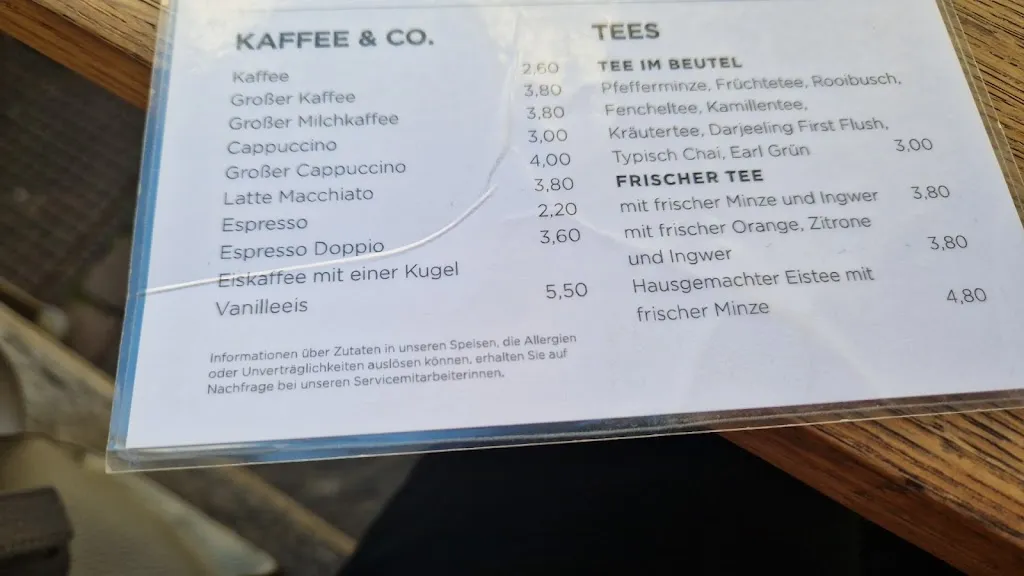 KAFFEE & CO.
Kaffee 2,60
Großer Kaffee 3,80
Großer Milchkaffee 3,80
Cappuccino 3,00
Großer Cappuccino 4,00
Latte Macchiato 3,80
Espresso 2,20
Espresso Doppio 3,60
Eiskaffee mit einer Kugel
Vanilleeis 5,50
Informationen über Zutaten in unseren Speisen, die Allergien
oder Unverträglichkeiten auslösen können, erhalten Sie auf
Nachfrage bei unseren Servicemitarbeiterinnen.
TEES
TEE IM BEUTEL
Pfefferminze, Früchtetee, Rooibusch,
Fencheltee, Kamillentee,
Kräutertee, Darjeeling First Flush,
Typisch Chai, Earl Grün 3,00
FRISCHER TEE
mit frischer Minze und Ingwer 3,80
mit frischer Orange, Zitrone
und Ingwer 3,80
Hausgemachter Eistee mit
frischer Minze 4,80